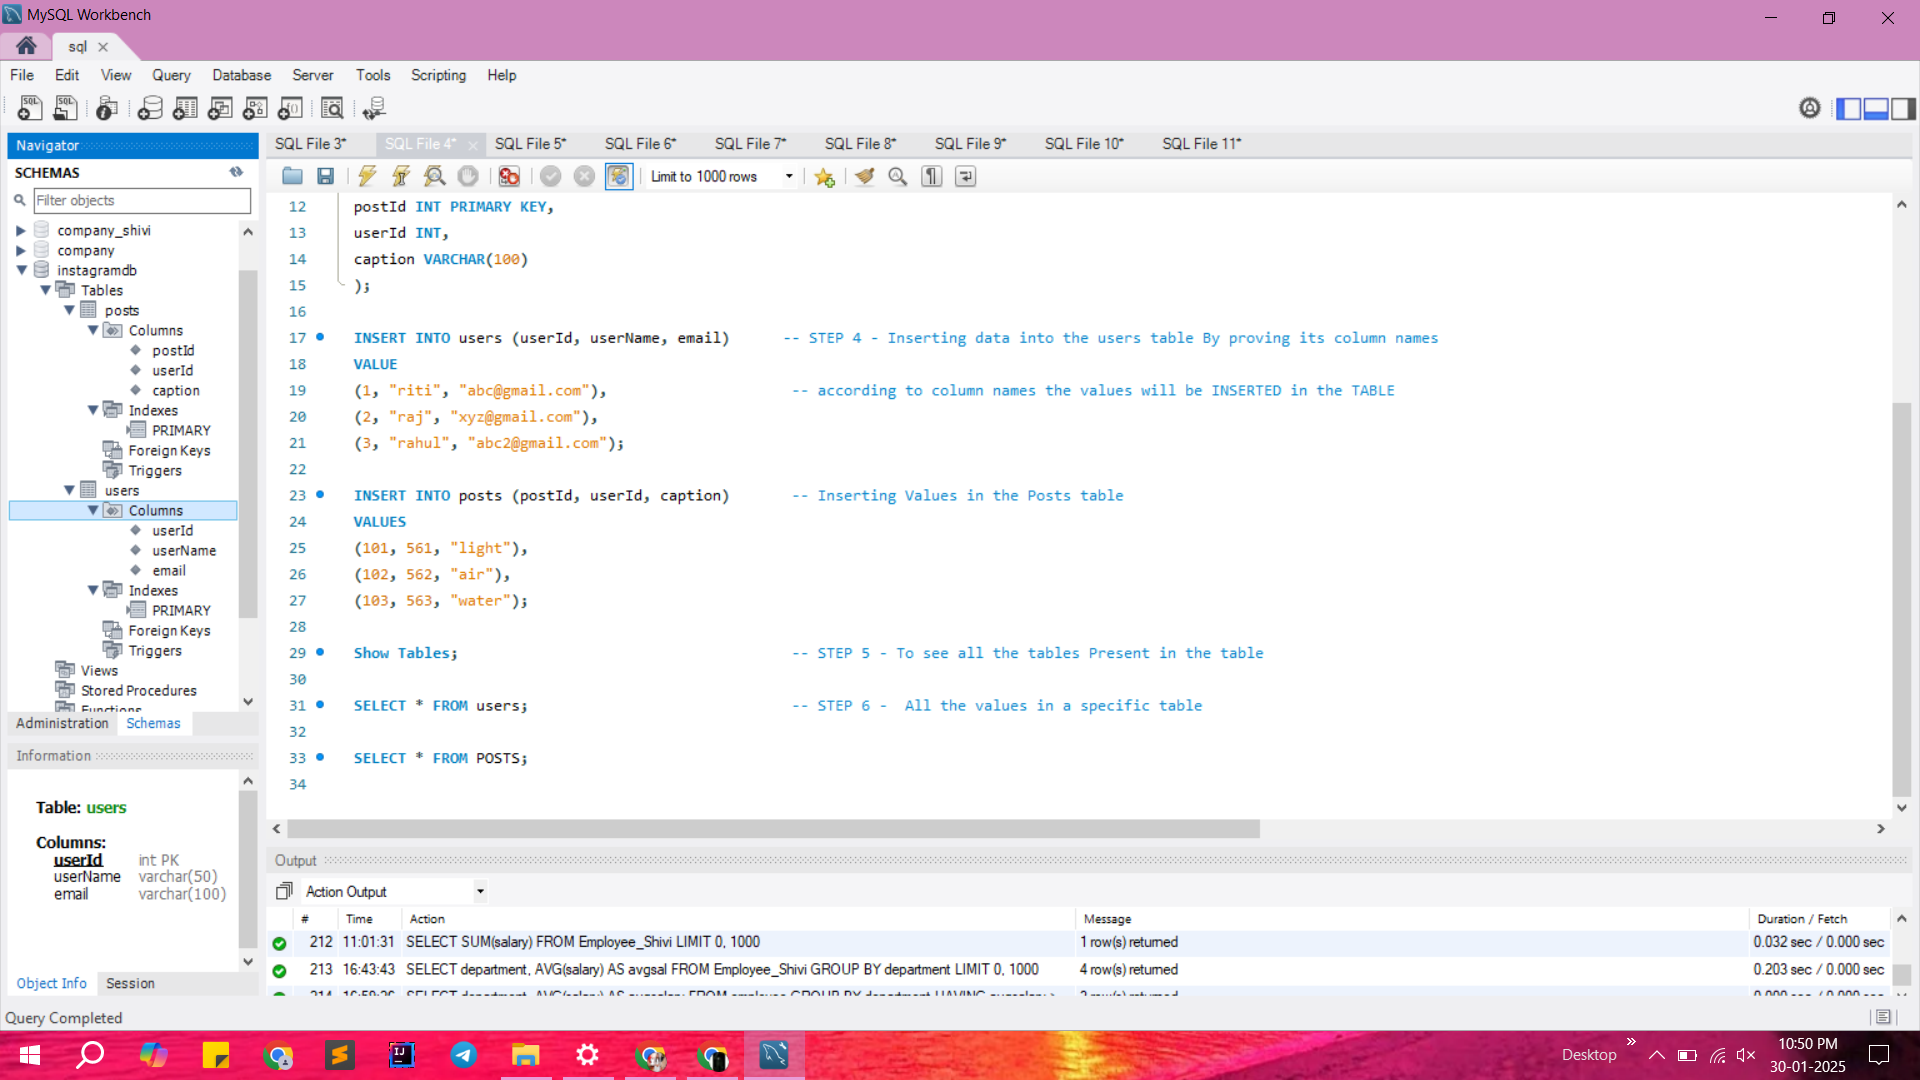 MySQL Workbench
sql
File Edit View Query Database Server Tools Scripting Help
Navigator
SCHEMAS
Filter objects
company_shivi
company
instagramdb
Tables
posts
Columns
postId
userId
caption
Indexes
PRIMARY
Foreign Keys
Triggers
users
Columns
userId
userName
email
Indexes
PRIMARY
Foreign Keys
Triggers
Views
Stored Procedures
Functions
Administration Schemas
Information
Table: users
Columns:
userId int PK
userName varchar(50)
email varchar(100)
Object Info Session
SQL File 3* SQL File 4* SQL File 5* SQL File 6* SQL File 7* SQL File 8* SQL File 9* SQL File 10* SQL File 11*
Limit to 1000 rows
12 postId INT PRIMARY KEY,
13 userId INT,
14 caption VARCHAR(100)
15 );
16
17 INSERT INTO users (userId, userName, email) -- STEP 4 - Inserting data into the users table By proving its column names
18 VALUE
19 (1, "riti", "abc@gmail.com"), -- according to column names the values will be INSERTED in the TABLE
20 (2, "raj", "xyz@gmail.com"),
21 (3, "rahul", "abc2@gmail.com");
22
23 INSERT INTO posts (postId, userId, caption) -- Inserting Values in the Posts table
24 VALUES
25 (101, 561, "light"),
26 (102, 562, "air"),
27 (103, 563, "water");
28
29 Show Tables; -- STEP 5 - To see all the tables Present in the table
30
31 SELECT * FROM users; -- STEP 6 - All the values in a specific table
32
33 SELECT * FROM POSTS;
34
Output
Action Output
# Time Action Message Duration / Fetch
212 11:01:31 SELECT SUM(salary) FROM Employee_Shivi LIMIT 0, 1000 1 row(s) returned 0.032 sec / 0.000 sec
213 16:43:43 SELECT department, AVG(salary) AS avgsal FROM Employee_Shivi GROUP BY department LIMIT 0, 1000 4 row(s) returned 0.203 sec / 0.000 sec
Query Completed
Desktop
10:50 PM
30-01-2025